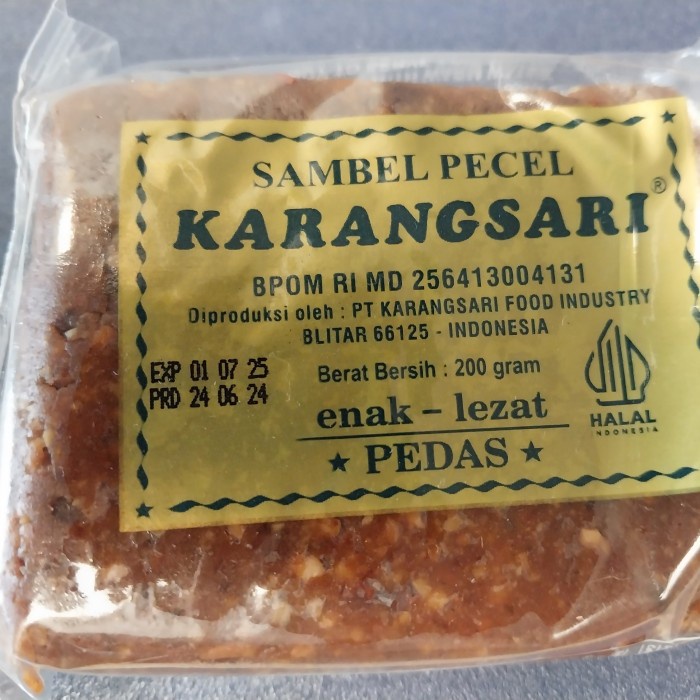 SAMBEL PECEL
KARANGSARI®
BPOM RI MD 256413004131
Diproduksi oleh : PT KARANGSARI FOOD INDUSTRY
BLITAR 66125 - INDONESIA
EXP 01 07 25
PRD 24 06 24
Berat Bersih : 200 gram
enak – lezat
PEDAS
HALAL
INDONESIA